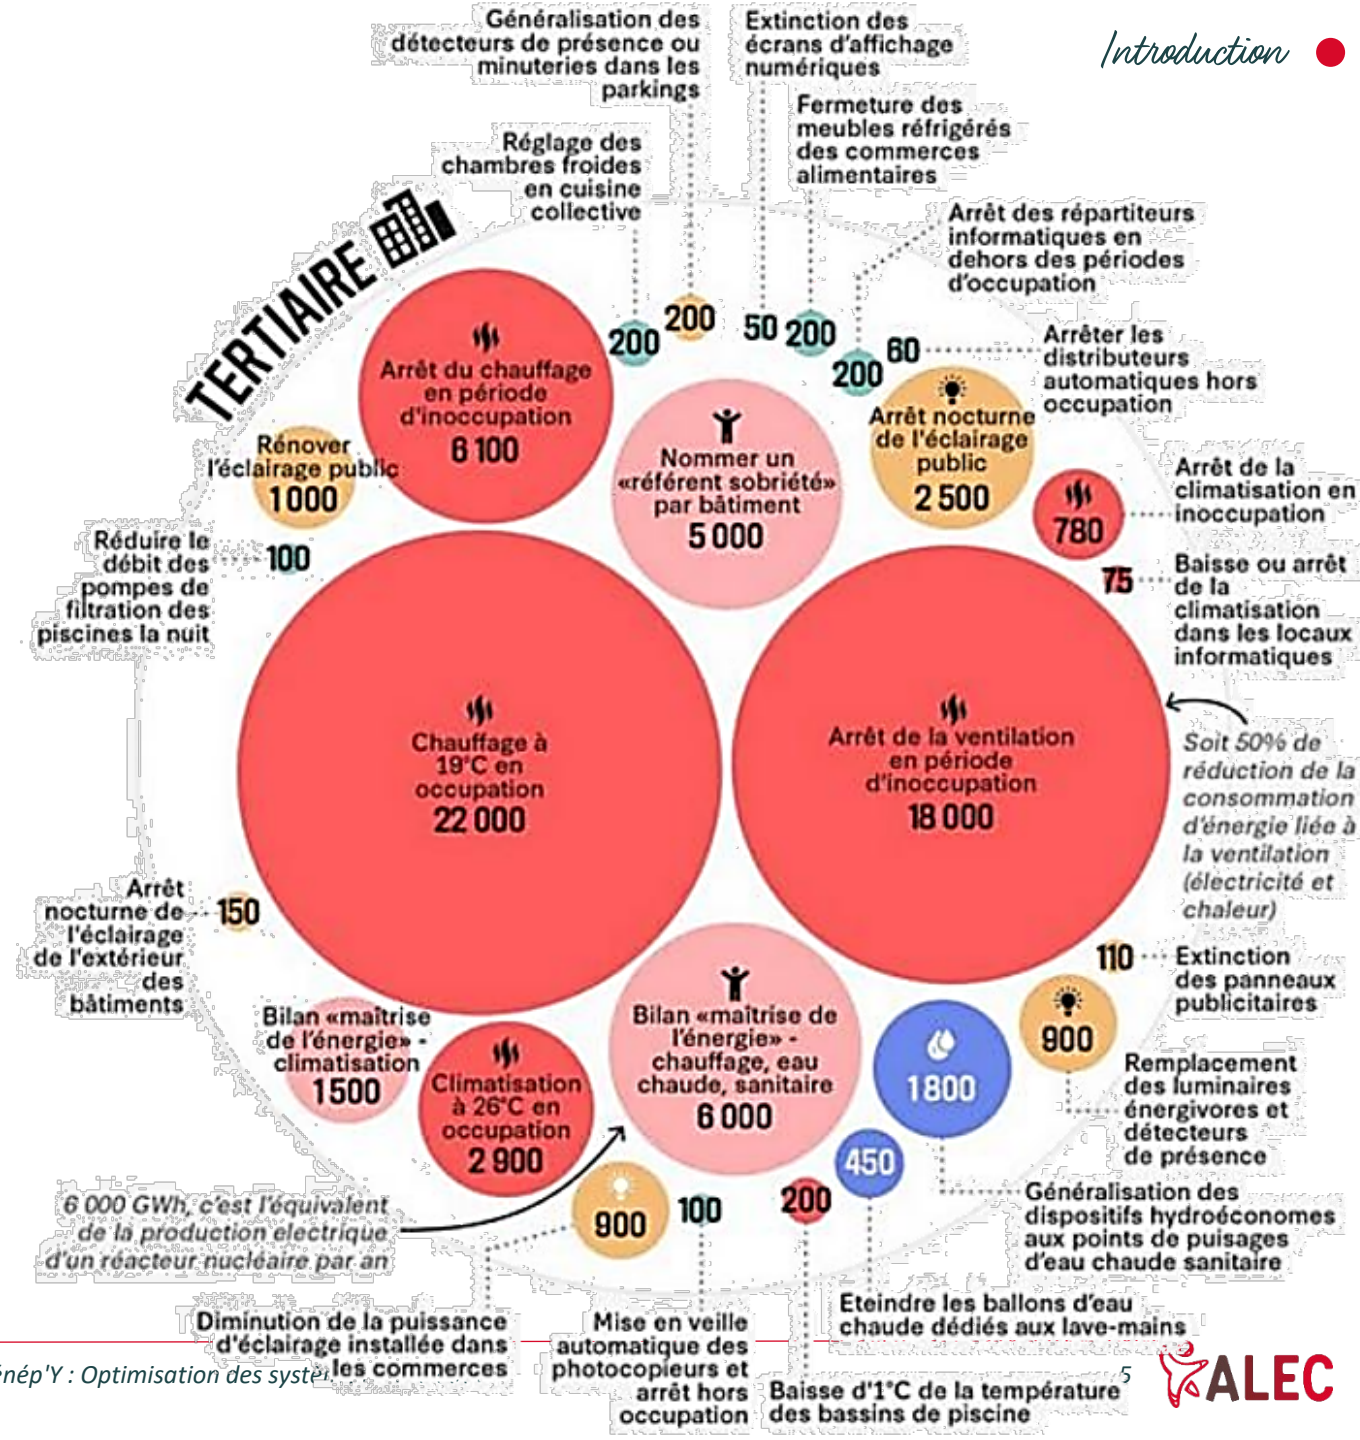 Introduction
Généralisation des
détecteurs de présence ou
minuteries dans les
parkings
Extinction des
écrans d'affichage
numériques
Fermeture des
meubles réfrigérés
des commerces
alimentaires
Réglage des
chambres froides
en cuisine
collective
Arrêt des répartiteurs
informatiques en
dehors des périodes
d'occupation
TERTIAIRE
200
200
50
200
200
60
Arrêter les
distributeurs
automatiques hors
occupation
Arrêt du chauffage
en période
d'inoccupation
6 100
Nommer un
«référent sobriété»
par bâtiment
5 000
Arrêt nocturne
de l'éclairage
public
2 500
Rénover
l'éclairage public
1 000
780
Arrêt de la
climatisation en
inoccupation
Réduire le
débit des
pompes de
filtration des
piscines la nuit
100
75
Baisse ou arrêt
de la
climatisation
dans les locaux
informatiques
Chauffage à
19°C en
occupation
22 000
Arrêt de la ventilation
en période
d'inoccupation
18 000
Soit 50% de
réduction de la
consommation
d'énergie liée à
la ventilation
(électricité et
chaleur)
Arrêt
nocturne de
l'éclairage
de l'extérieur
des
bâtiments
150
110
Extinction
des panneaux
publicitaires
Bilan «maîtrise
de l'énergie» -
climatisation
1 500
Climatisation
à 26°C en
occupation
2 900
Bilan «maîtrise de
l'énergie» -
chauffage, eau
chaude, sanitaire
6 000
1 800
900
Remplacement
des luminaires
énergivores et
détecteurs
de présence
450
6 000 GWh, c'est l'équivalent
de la production électrique
d'un réacteur nucléaire par an
900
100
200
Généralisation des
dispositifs hydroéconomes
aux points de puisages
d'eau chaude sanitaire
Diminution de la puissance
d'éclairage installée dans
les commerces
Mise en veille
automatique des
photocopieurs et
arrêt hors
occupation
Eteindre les ballons d'eau
chaude dédiés aux lave-mains
Baisse d'1°C de la température
des bassins de piscine
énép'Y : Optimisation des systè
5
ALEC